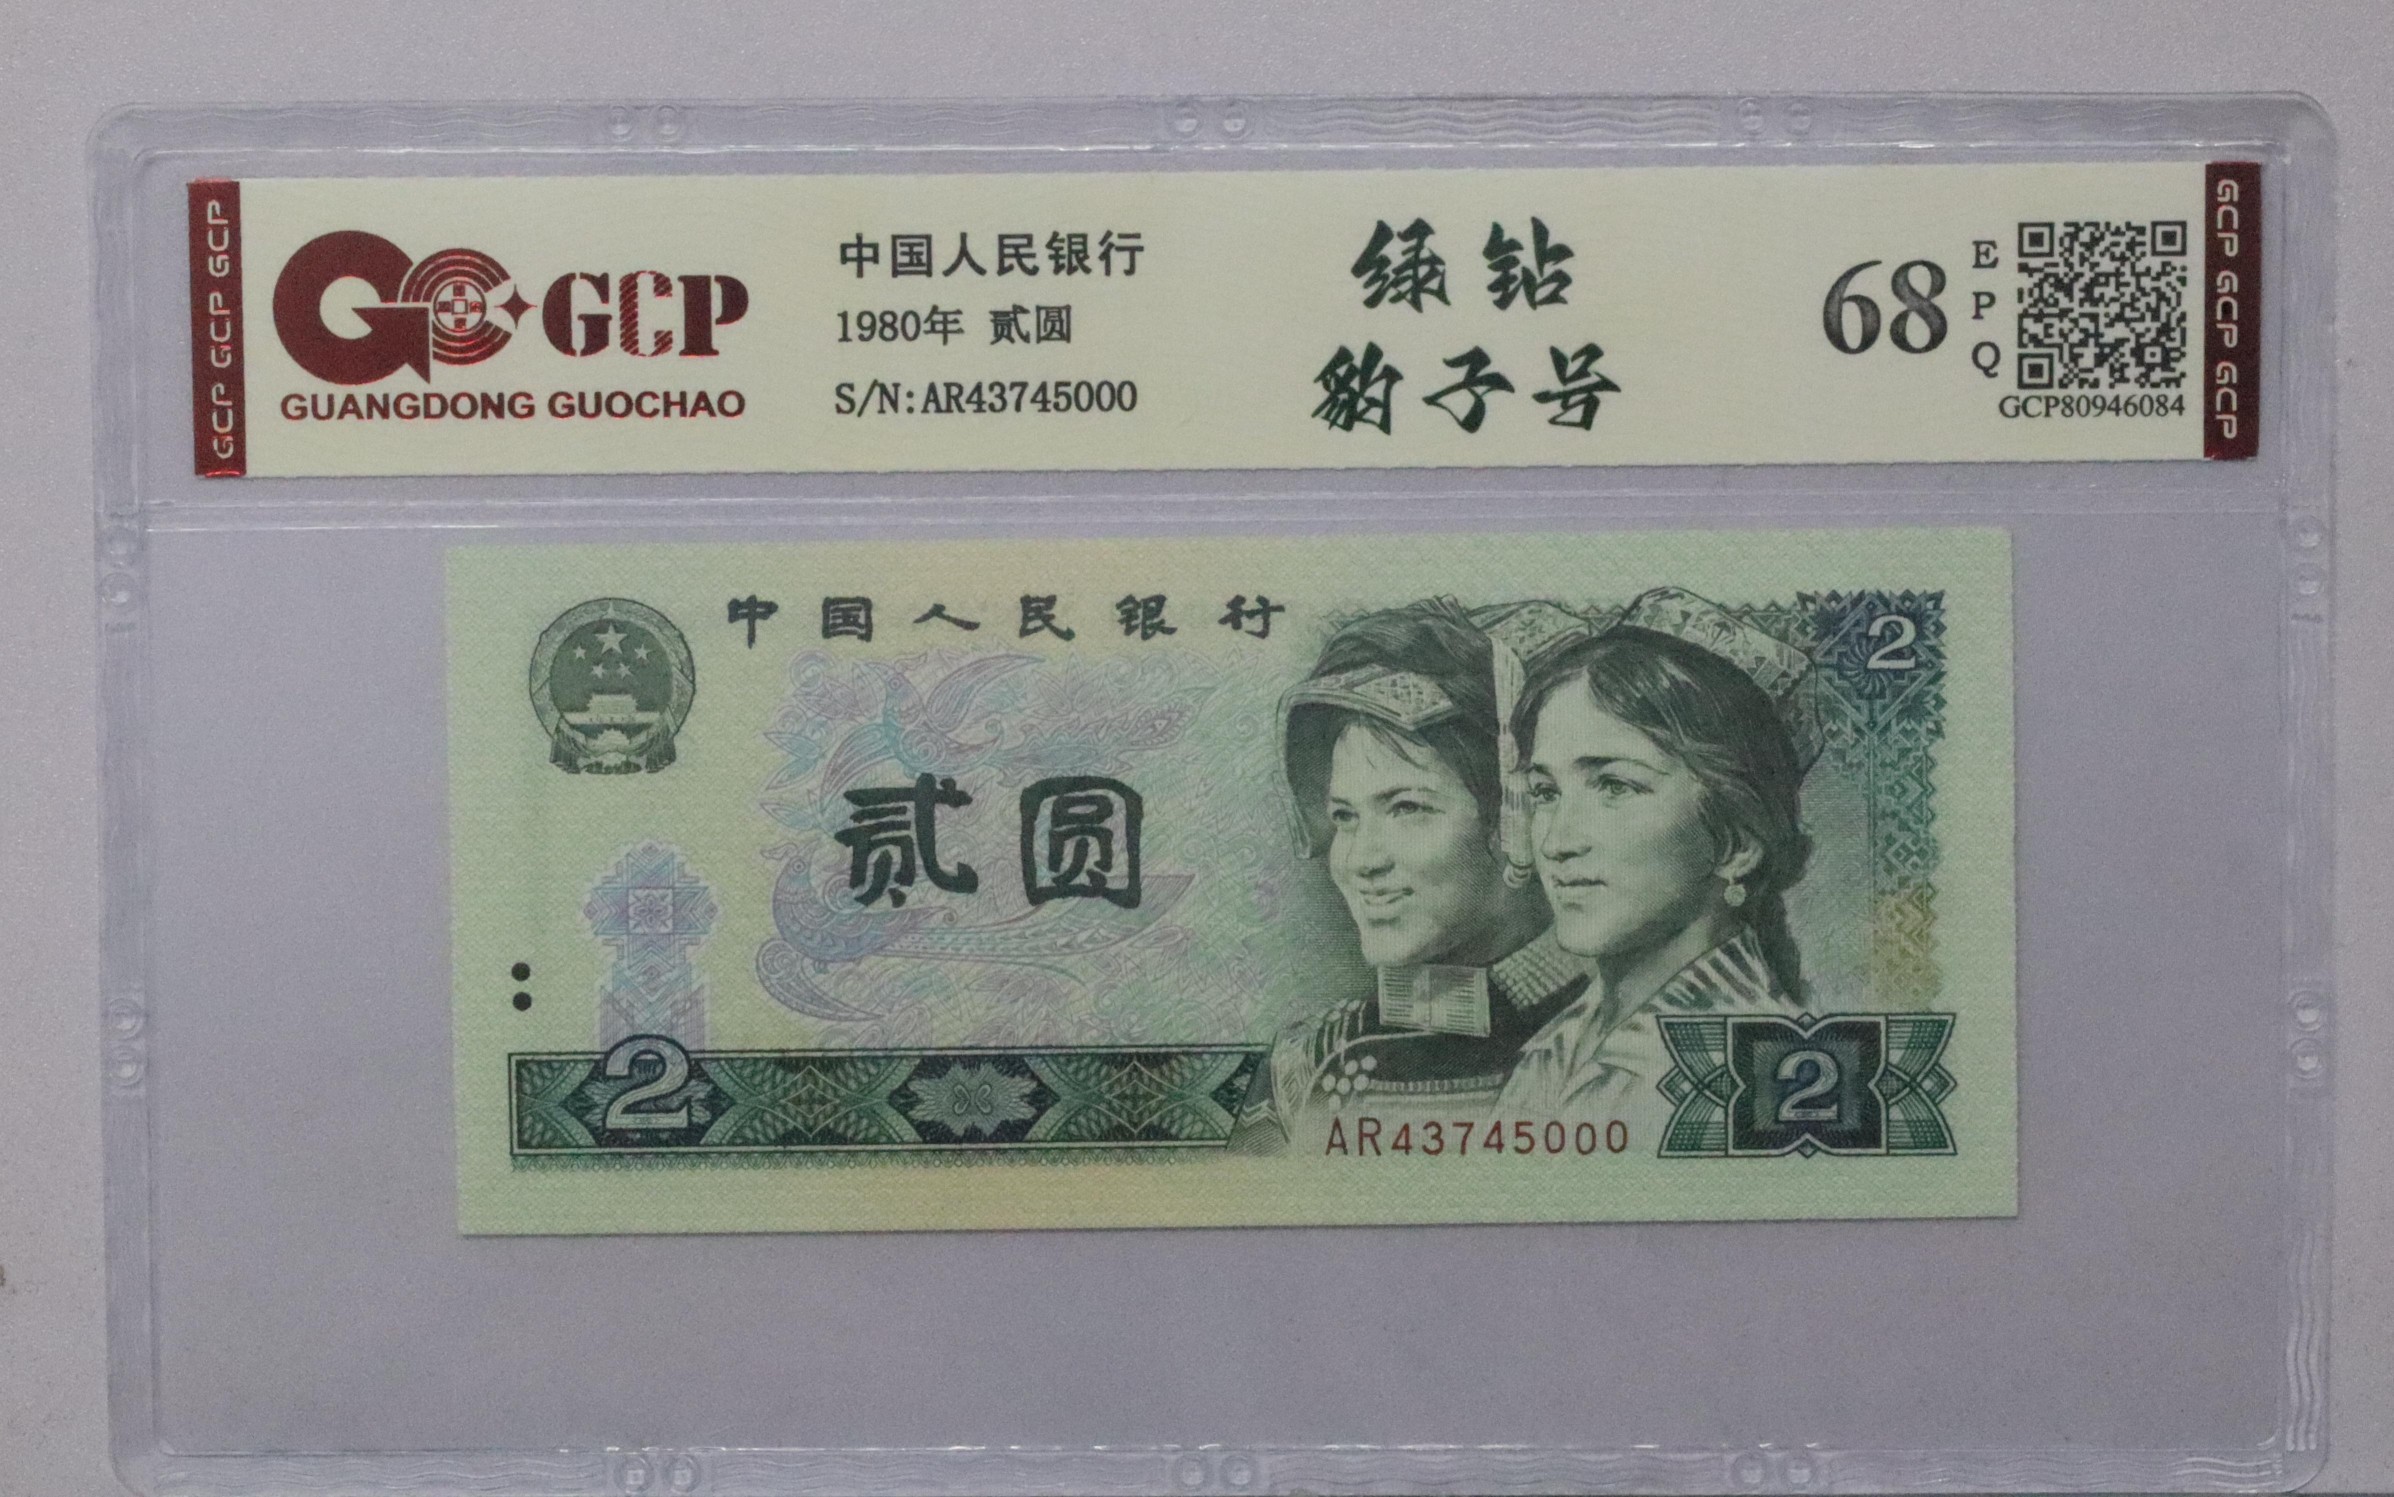 GCP GCP GCP
GCP
GUANGDONG GUOCHAO
中国人民银行
1980年 贰圆
S/N:AR43745000
绿钻
豹子号
68
E
P
Q
GCP80946084
GCP GCP GCP
中国人民银行
2
贰圆
2
AR43745000
2